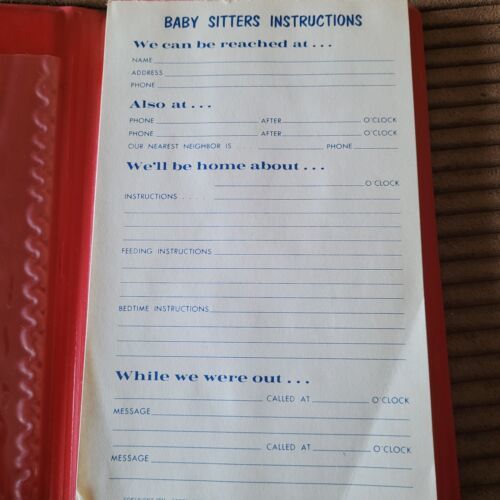 BABY SITTERS INSTRUCTIONS
We can be reached at . . .
NAME
ADDRESS
PHONE
Also at . . .
PHONE AFTER O'CLOCK
PHONE AFTER O'CLOCK
OUR NEAREST NEIGHBOR IS . . PHONE
We'll be home about . . .
O'CLOCK
INSTRUCTIONS . . . .
FEEDING INSTRUCTIONS
BEDTIME INSTRUCTIONS
While we were out . . .
CALLED AT O'CLOCK
MESSAGE
CALLED AT O'CLOCK
MESSAGE
COPYRIGHT